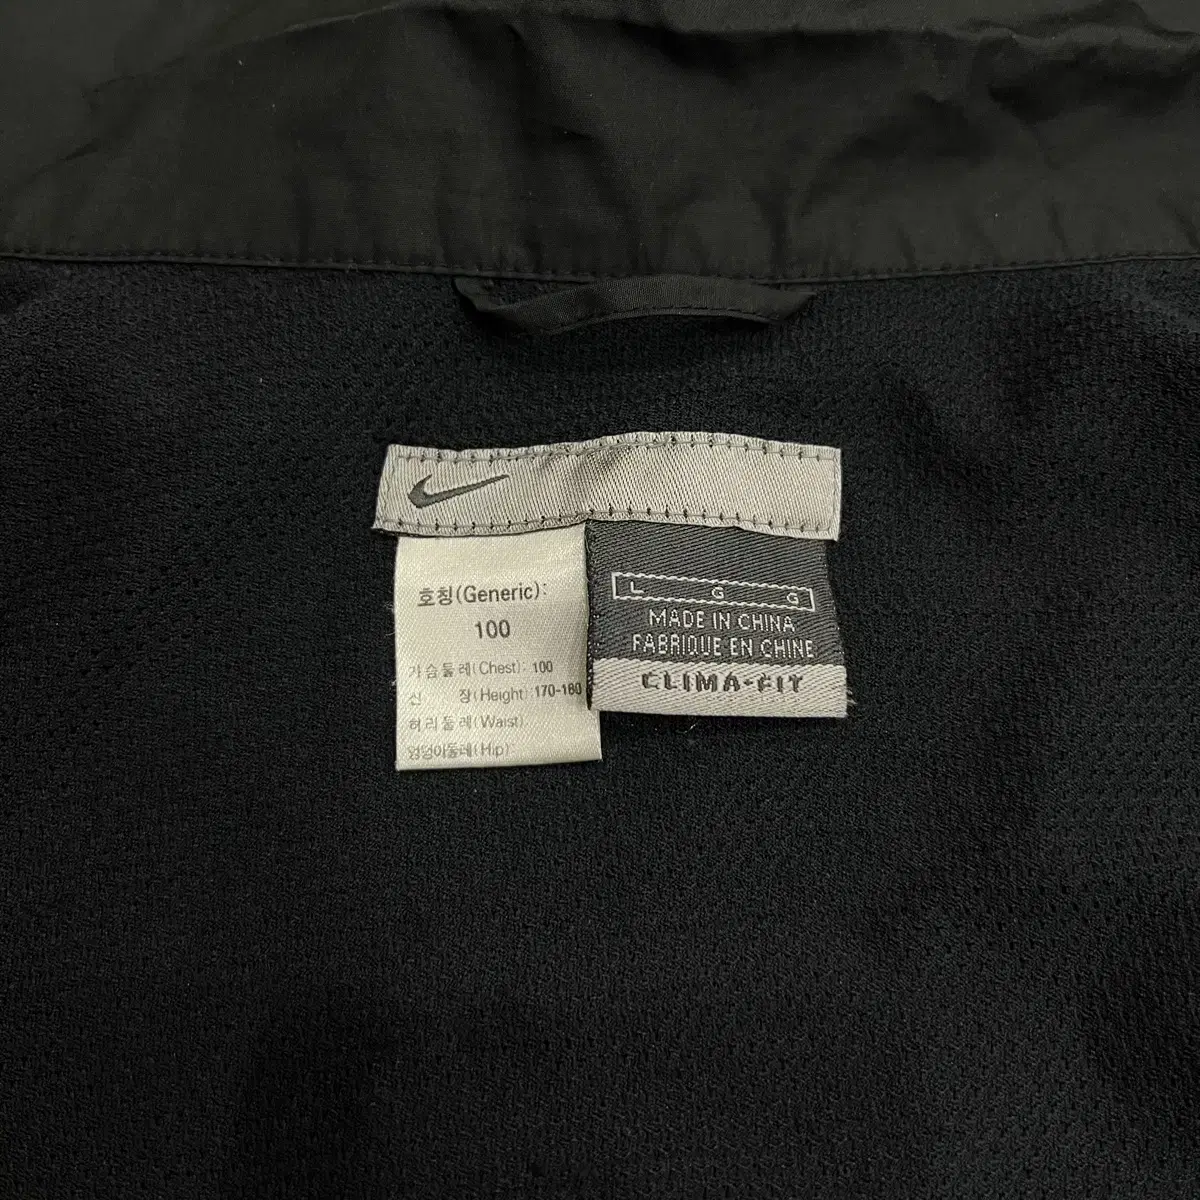 호칭(Generic):
100
가슴둘레(Chest): 100
신 장(Height): 170-180
허리둘레(Waist)
엉덩이둘레(Hip)
L G G
MADE IN CHINA
FABRIQUE EN CHINE
CLIMA-FIT